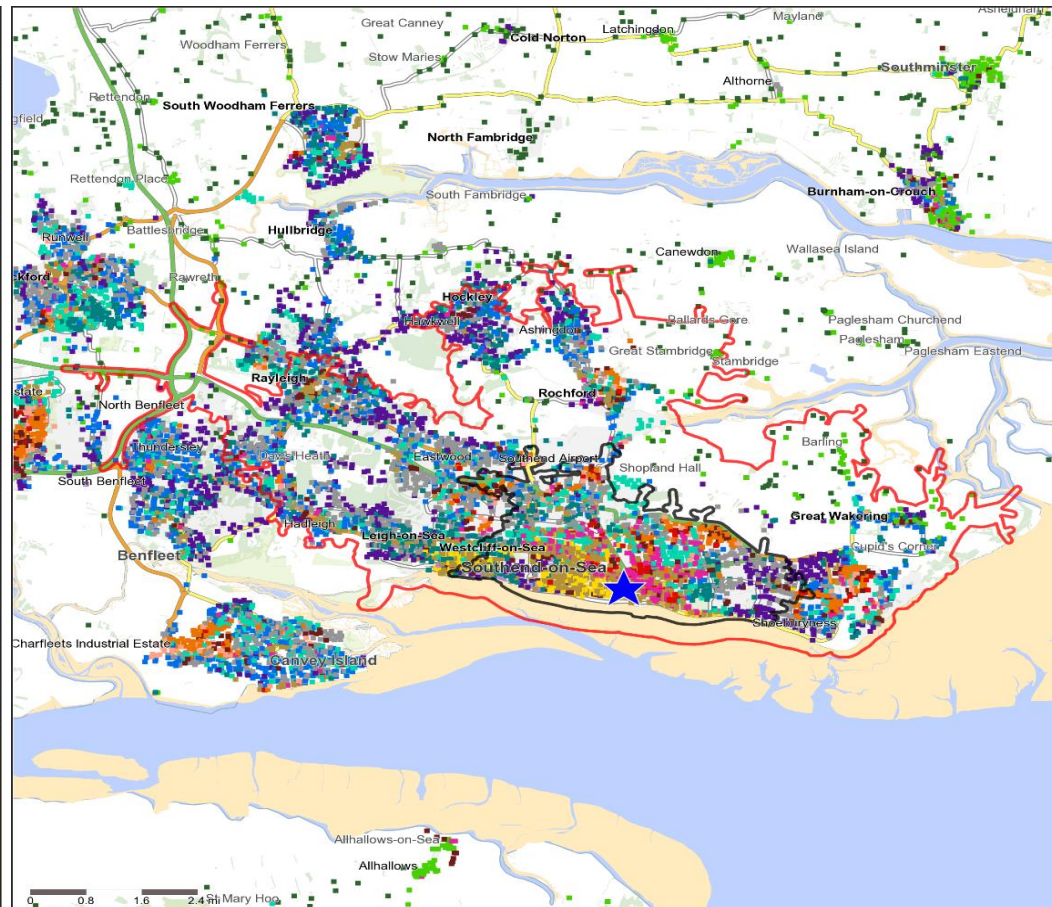 Great Canney
Mayland
Latchingdon
Cold Norton
Woodham Ferrers
Stow Maries
Southminster
Althorne
Rettendon
South Woodham Ferrers
gfield
North Fambridge
Rettendon Place
South Fambridge
Burnham-on-Crouch
Battlesbridge
Hullbridge
Runwell
Canewdon
Wallasea Island
kford
Rawreth
Hockley
Hawkwell
Ashingdon
Ballards Gore
Paglesham Churchend
Paglesham
Great Stambridge
Stambridge
Paglesham Eastend
Rayleigh
state
Rochford
North Benfleet
Thundersley
Daws Heath
Eastwood
Southend Airport
Barling
Shopland Hall
South Benfleet
Hadleigh
Great Wakering
Leigh-on-Sea
Westcliff-on-Sea
Cupid's Corner
Benfleet
Southend-on-Sea
Shoeburyness
Charfleets Industrial Estate
Canvey Island
Allhallows-on-Sea
Allhallows
St Mary Hoo
0 0.8 1.6 2.4 mi